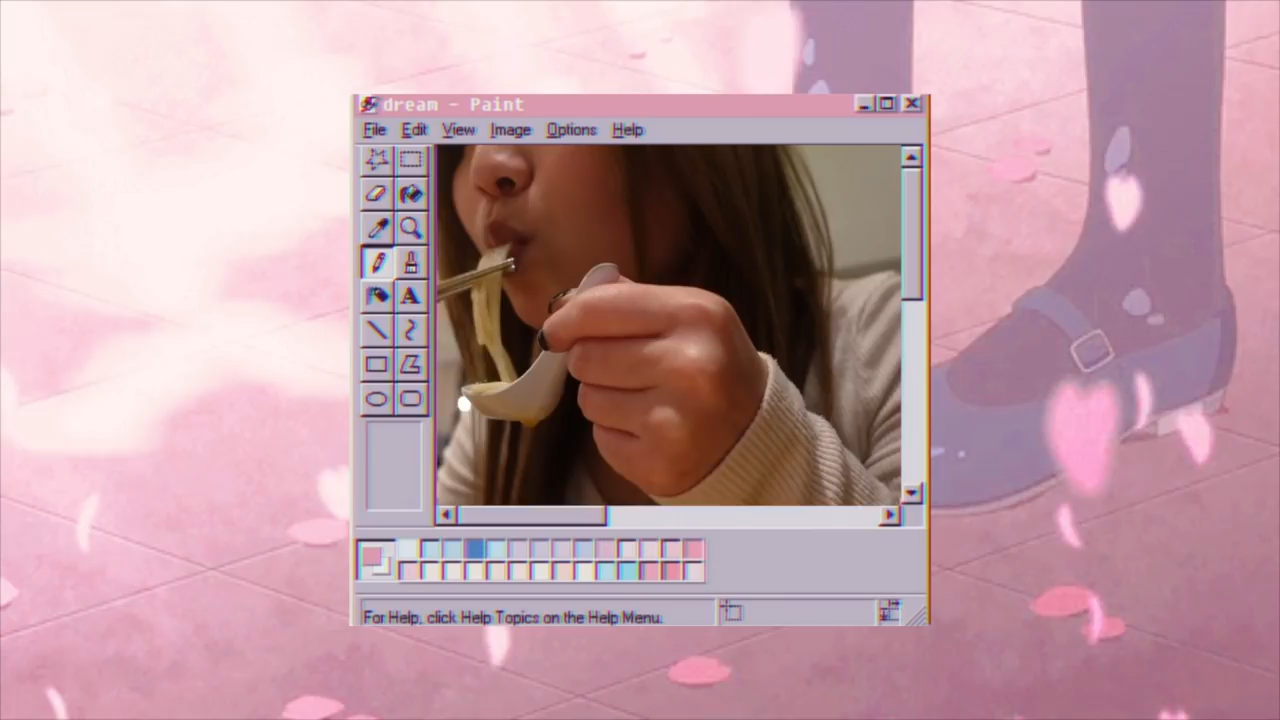 dream - Paint
File Edit View Image Options Help
A
For Help, click Help Topics on the Help Menu.